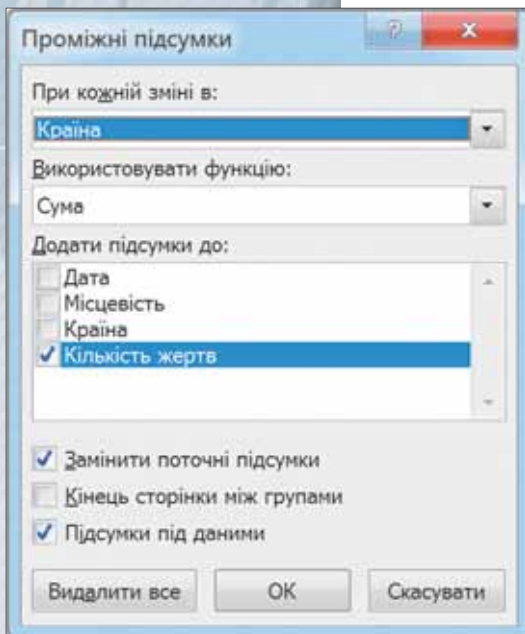 Проміжні підсумки
При кожній зміні в:
Країна
Використовувати функцію:
Сума
Додати підсумки до:
Дата
Місцевість
Країна
Кількість жертв
Замінити поточні підсумки
Кінець сторінки між групами
Підсумки під даними
Видалити все
OK
Скасувати